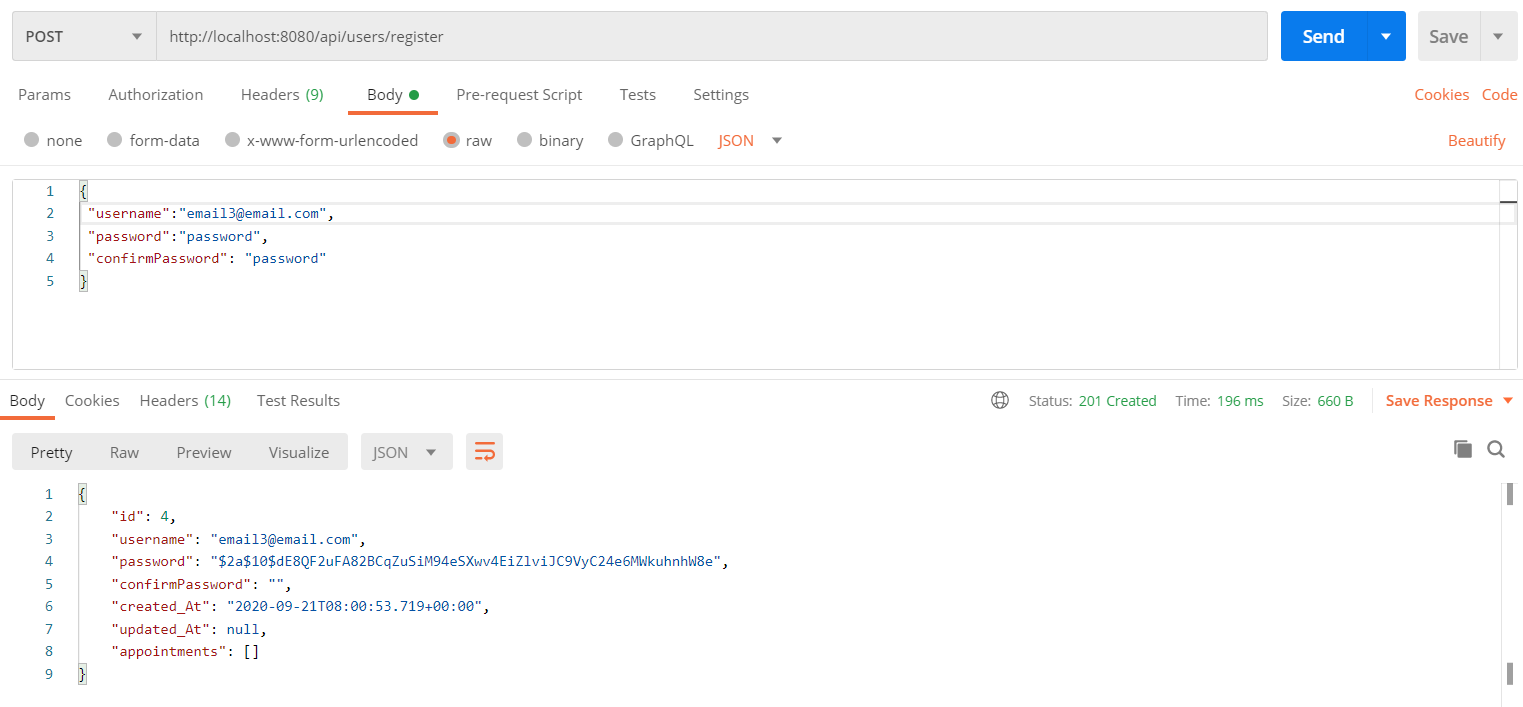 POST http://localhost:8080/api/users/register Send Save
Params Authorization Headers (9) Body Pre-request Script Tests Settings Cookies Code
none form-data x-www-form-urlencoded raw binary GraphQL JSON Beautify
1 {
2 "username":"email3@email.com",
3 "password":"password",
4 "confirmPassword": "password"
5 }
Body Cookies Headers (14) Test Results Status: 201 Created Time: 196 ms Size: 660 B Save Response
Pretty Raw Preview Visualize JSON
1 {
2 "id": 4,
3 "username": "email3@email.com",
4 "password": "$2a$10$dE8QF2uFA82BCqZuSiM94eSXwv4EiZlviJC9VyC24e6MWkuhnhW8e",
5 "confirmPassword": "",
6 "created_At": "2020-09-21T08:00:53.719+00:00",
7 "updated_At": null,
8 "appointments": []
9 }